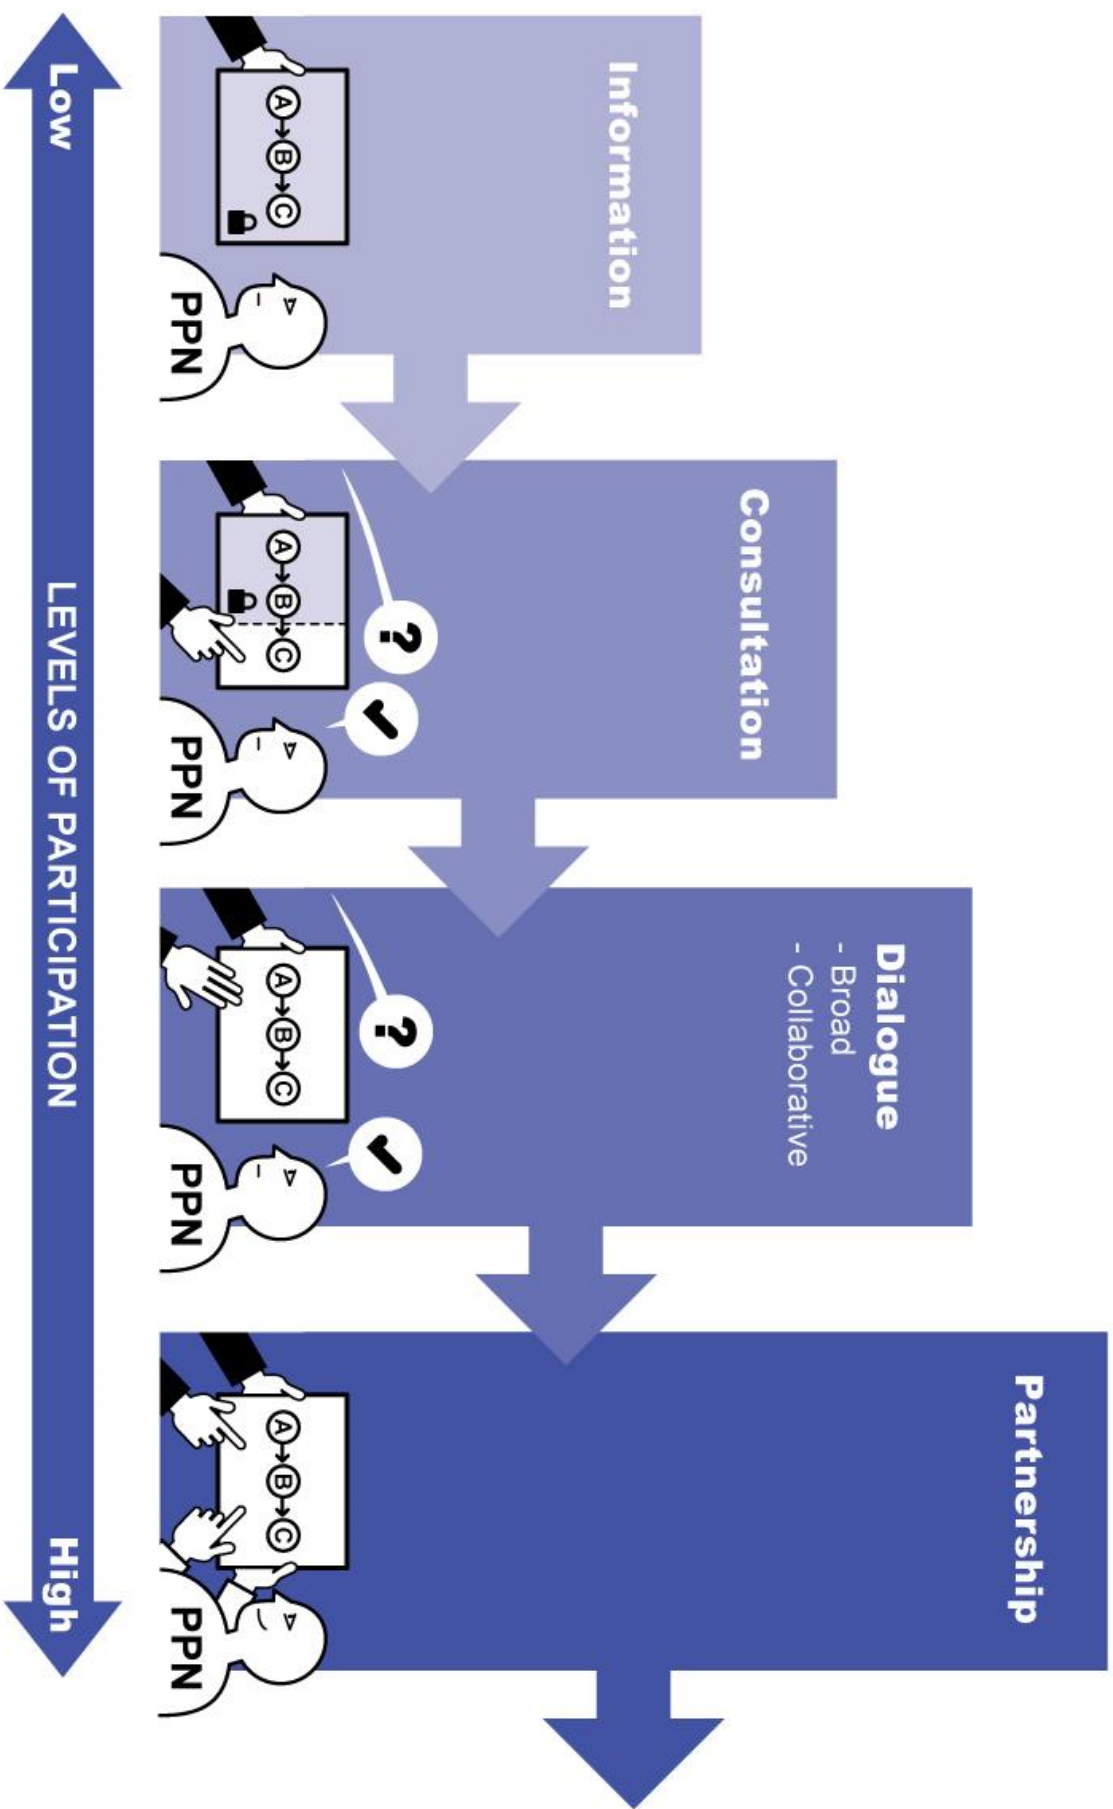 Information
A B C
PPN
Consultation
?
A B C
PPN
Dialogue
- Broad
- Collaborative
?
A B C
PPN
Partnership
A B C
PPN
Low
LEVELS OF PARTICIPATION
High